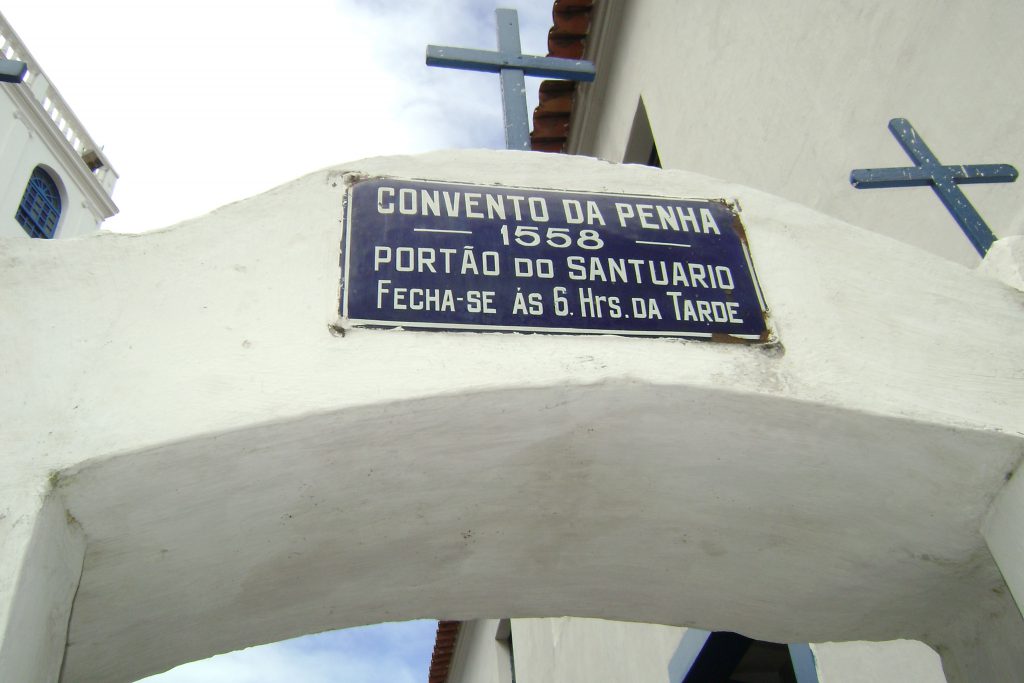 CONVENTO DA PENHA
— 1558 —
PORTÃO DO SANTUARIO
FECHA-SE ÁS 6. Hrs. DA TARDE